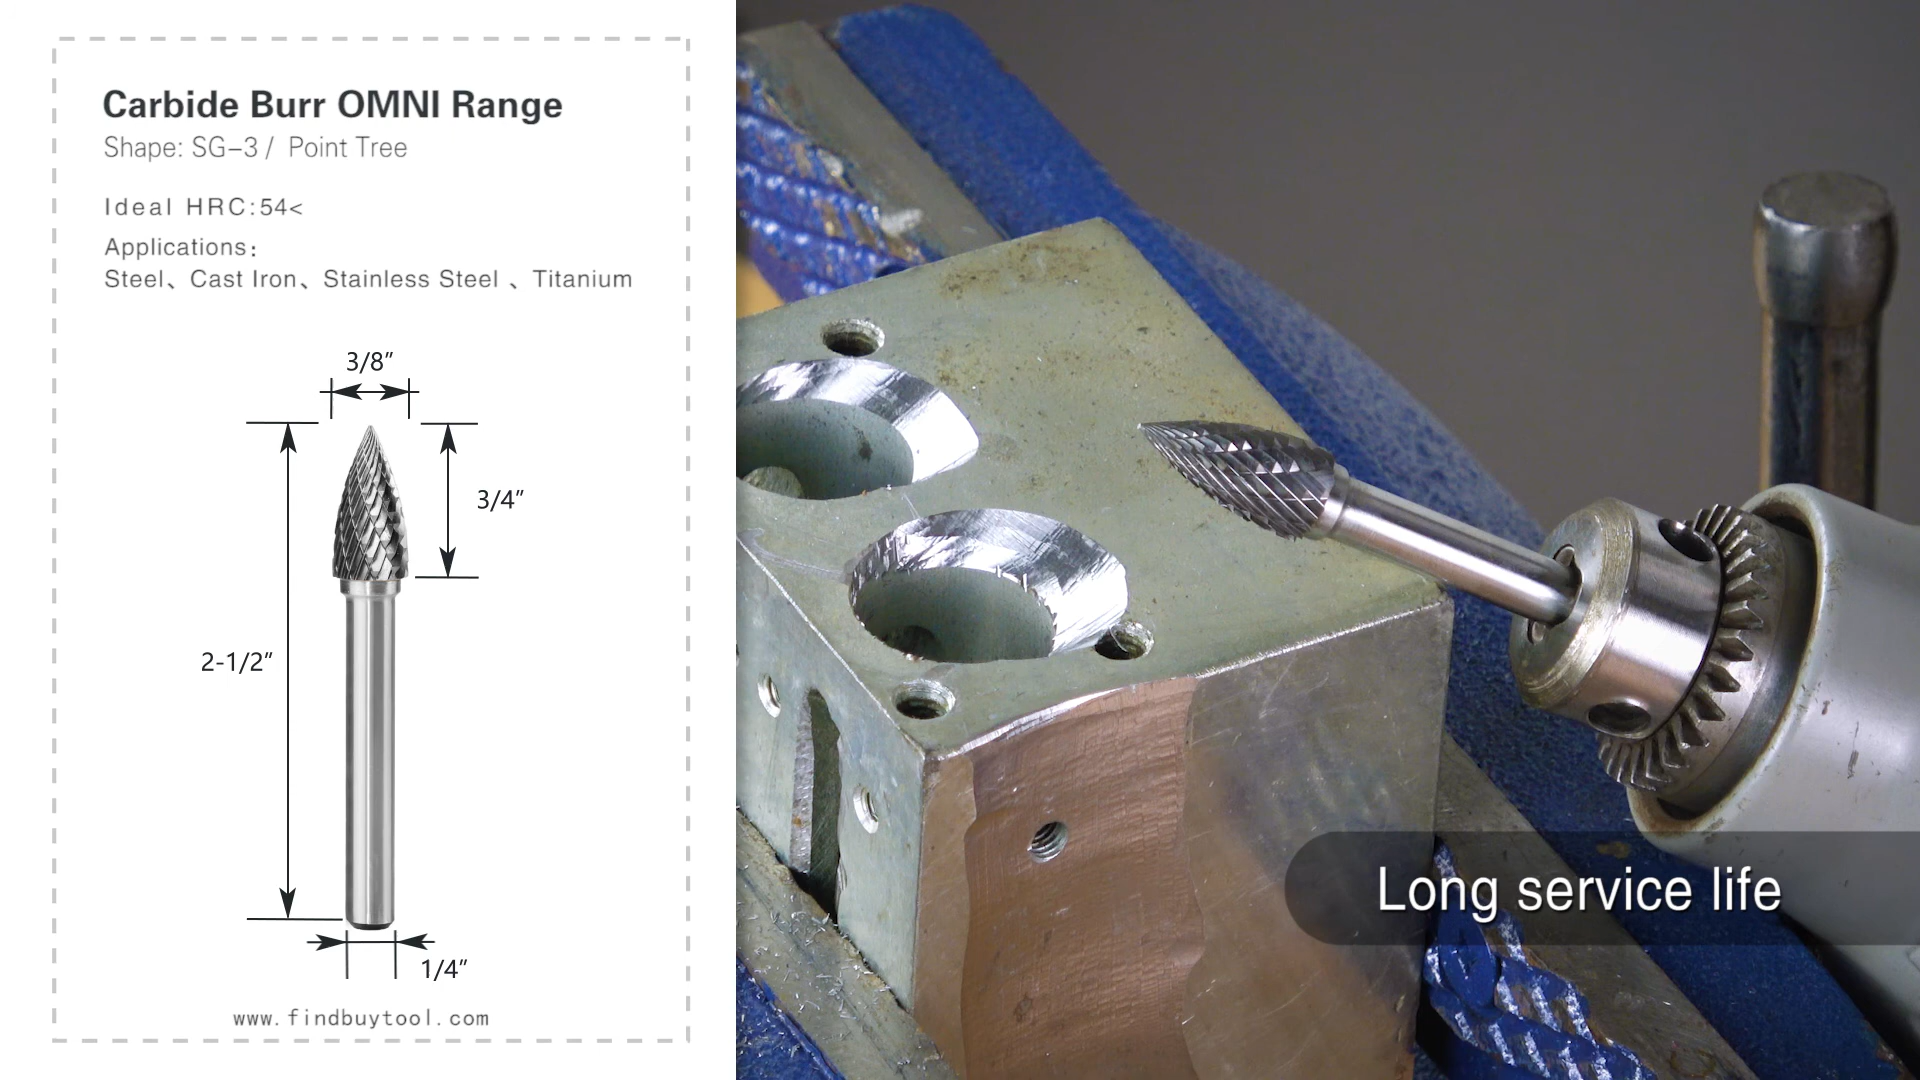 Carbide Burr OMNI Range
Shape: SG-3 / Point Tree
Ideal HRC:54<
Applications:
Steel、Cast Iron、Stainless Steel 、Titanium
3/8"
3/4"
2-1/2"
1/4"
www.findbuytool.com
Long service life